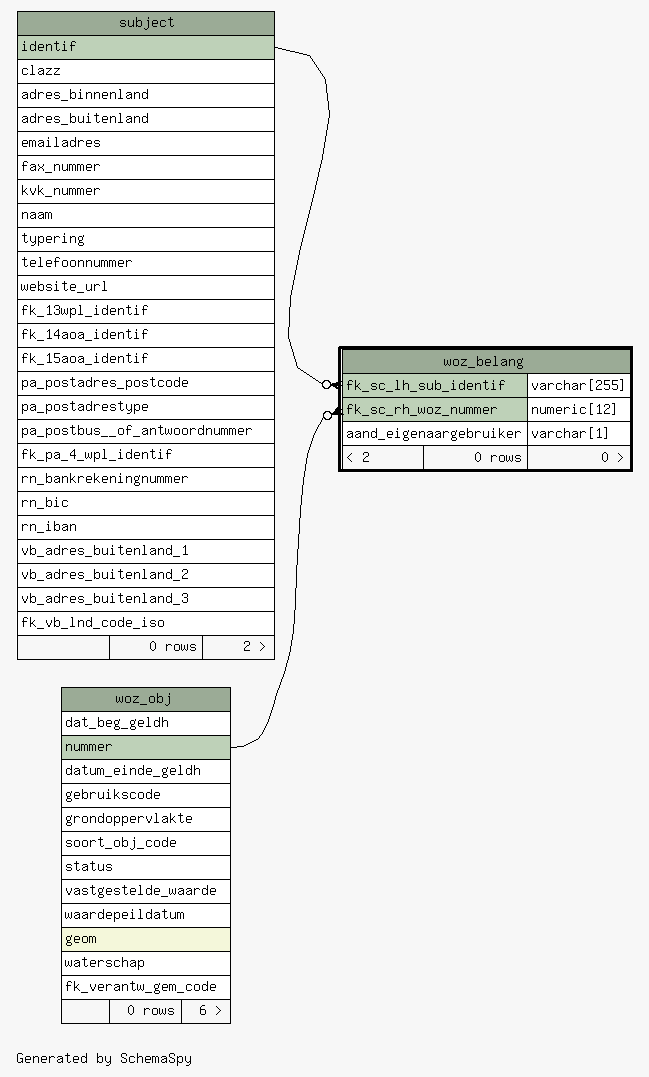 subject
identif
clazz
adres_binnenland
adres_buitenland
emailadres
fax_nummer
kvk_nummer
naam
typering
telefoonnummer
website_url
fk_13wpl_identif
fk_14aoa_identif
fk_15aoa_identif
pa_postadres_postcode
pa_postadrestype
pa_postbus__of_antwoordnummer
fk_pa_4_wpl_identif
rn_bankrekeningnummer
rn_bic
rn_iban
vb_adres_buitenland_1
vb_adres_buitenland_2
vb_adres_buitenland_3
fk_vb_lnd_code_iso
0 rows 2 >
woz_belang
fk_sc_lh_sub_identif varchar[255]
fk_sc_rh_woz_nummer numeric[12]
aand_eigenaargebruiker varchar[1]
< 2 0 rows 0 >
woz_obj
dat_beg_geldh
nummer
datum_einde_geldh
gebruikscode
grondoppervlakte
soort_obj_code
status
vastgestelde_waarde
waardepeildatum
geom
waterschap
fk_verantw_gem_code
0 rows 6 >
Generated by SchemaSpy